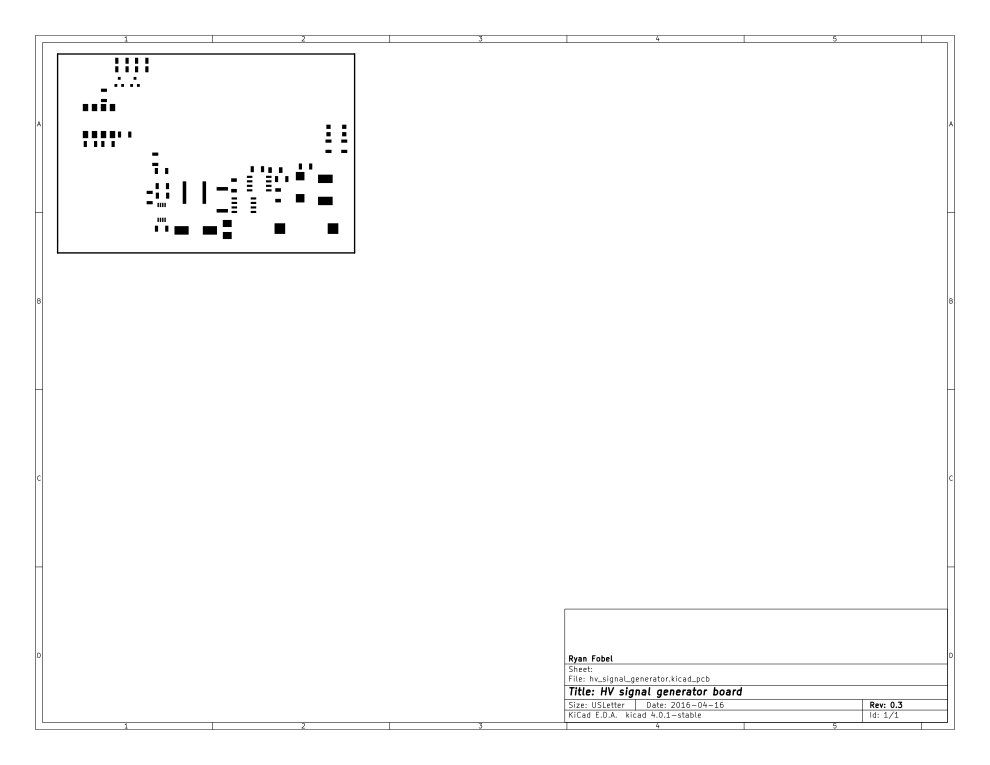 1 2 3 4 5
A A
B B
C C
D D
Ryan Fobel
Sheet:
File: hv_signal_generator.kicad_pcb
Title: HV signal generator board
Size: USLetter Date: 2016-04-16 Rev: 0.3
KiCad E.D.A. kicad 4.0.1-stable Id: 1/1
1 2 3 4 5